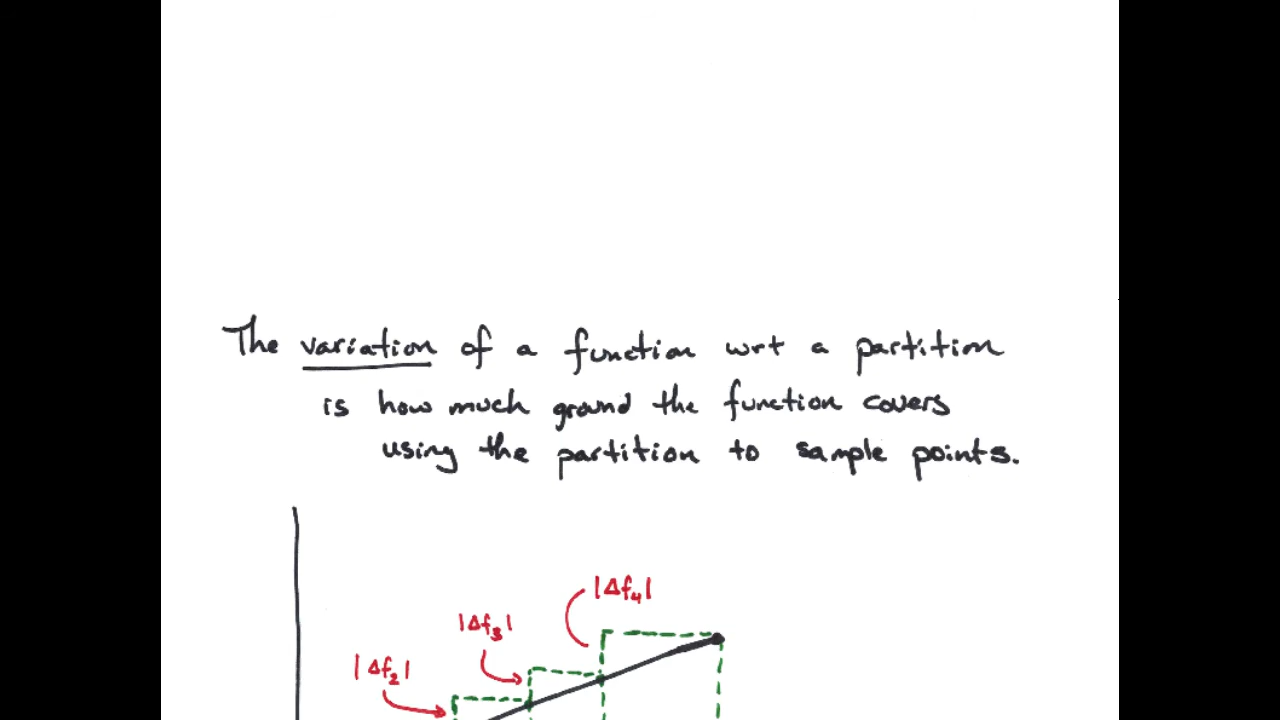 The variation of a function wrt a partition
is how much ground the function covers
using the partition to sample points.
|Δf₄|
|Δf₃|
|Δf₂|